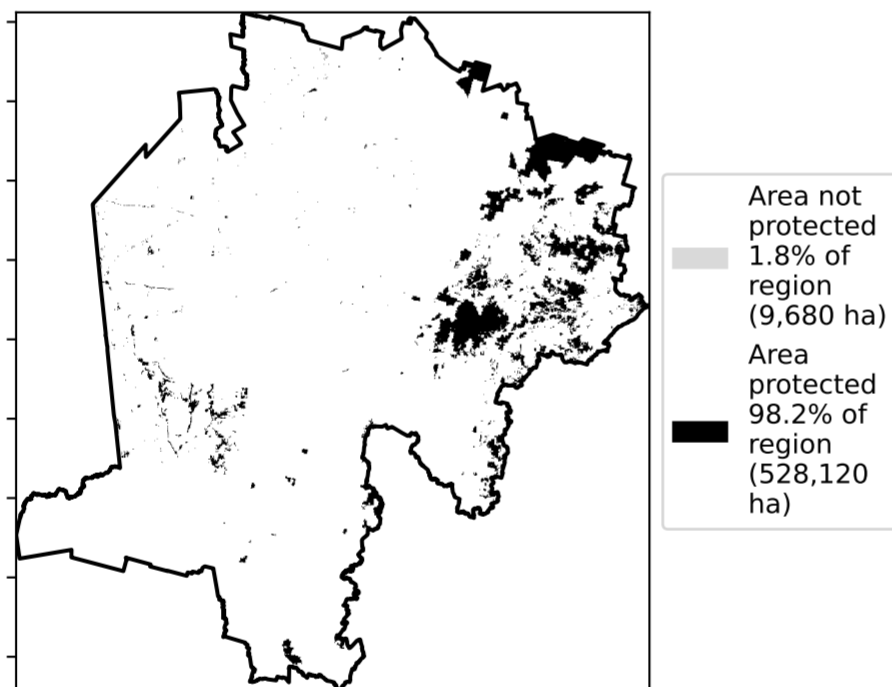 Area not
protected
1.8% of
region
(9,680 ha)
Area
protected
98.2% of
region
(528,120
ha)